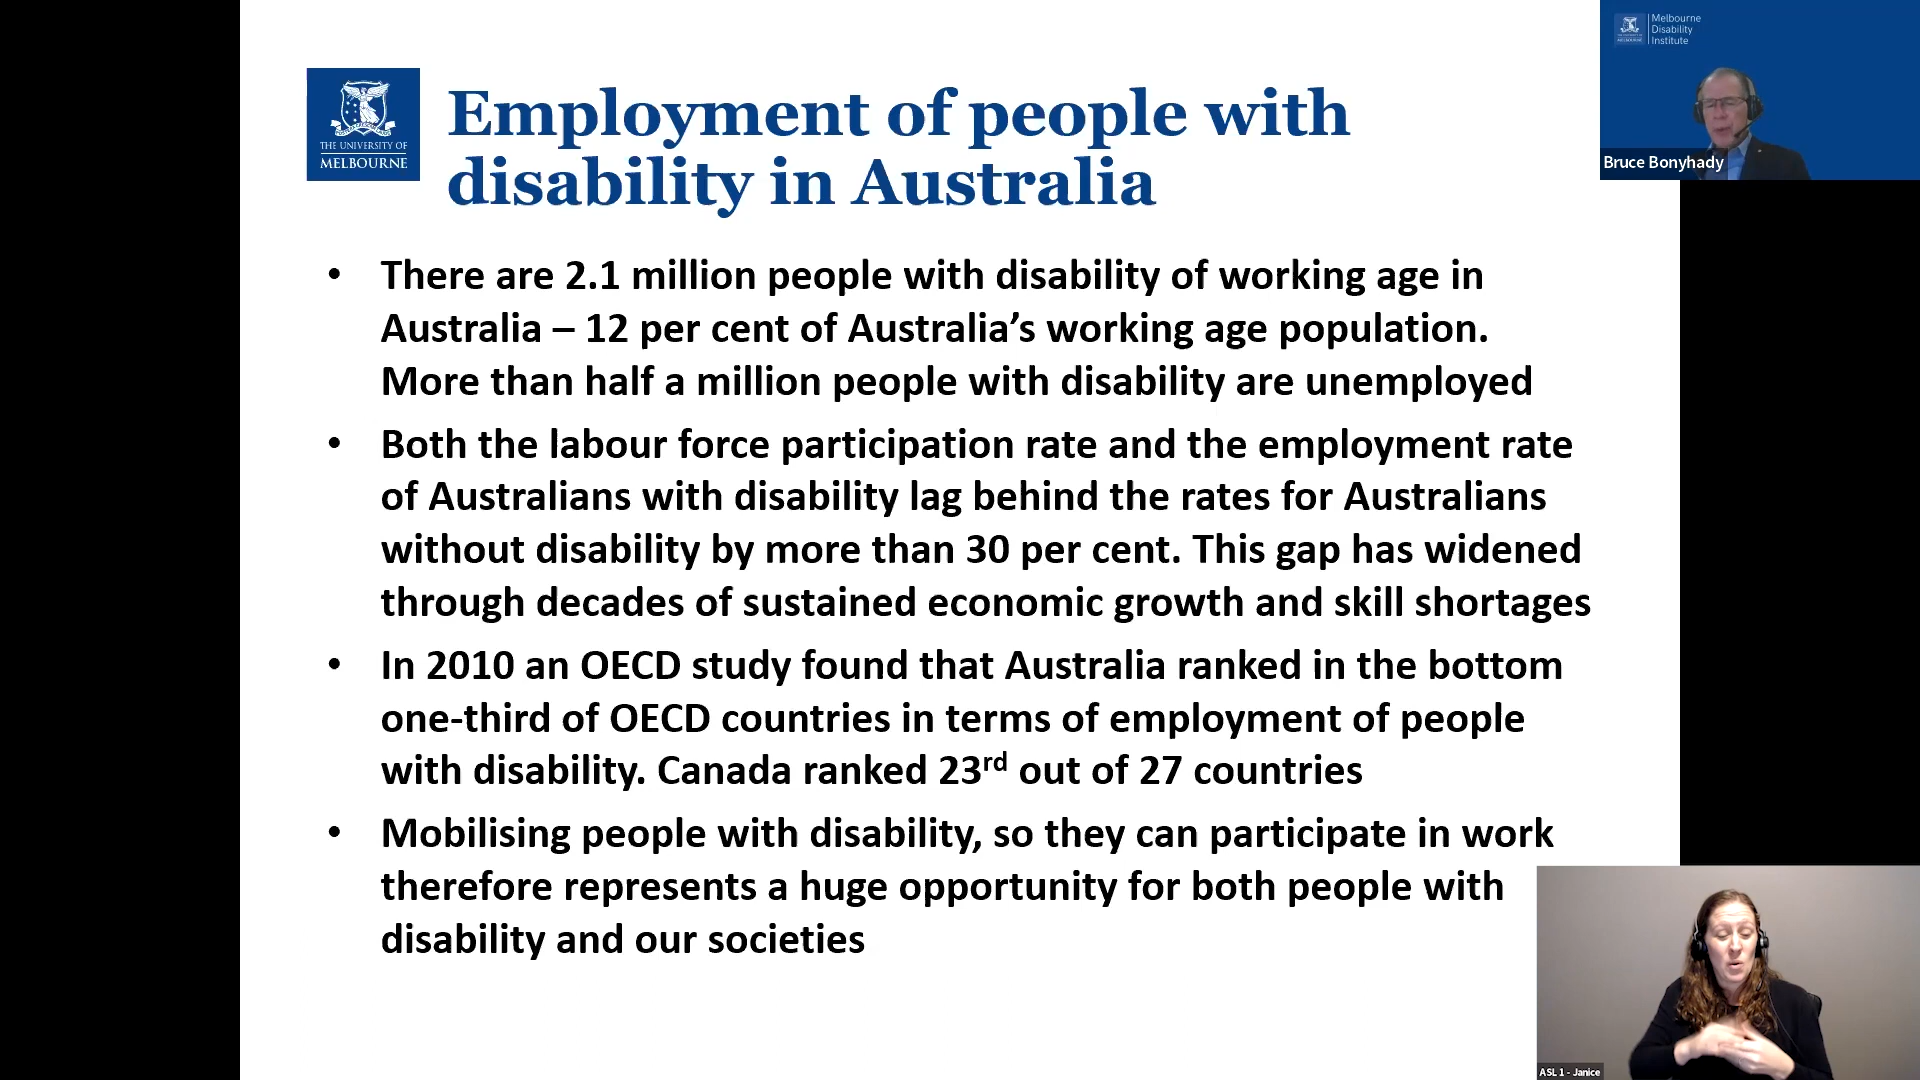 THE UNIVERSITY OF
MELBOURNE
Employment of people with
disability in Australia
• There are 2.1 million people with disability of working age in
Australia – 12 per cent of Australia’s working age population.
More than half a million people with disability are unemployed
• Both the labour force participation rate and the employment rate
of Australians with disability lag behind the rates for Australians
without disability by more than 30 per cent. This gap has widened
through decades of sustained economic growth and skill shortages
• In 2010 an OECD study found that Australia ranked in the bottom
one-third of OECD countries in terms of employment of people
with disability. Canada ranked 23rd out of 27 countries
• Mobilising people with disability, so they can participate in work
therefore represents a huge opportunity for both people with
disability and our societies
Melbourne
Disability
Institute
Bruce Bonyhady
ASL 1 - Janice